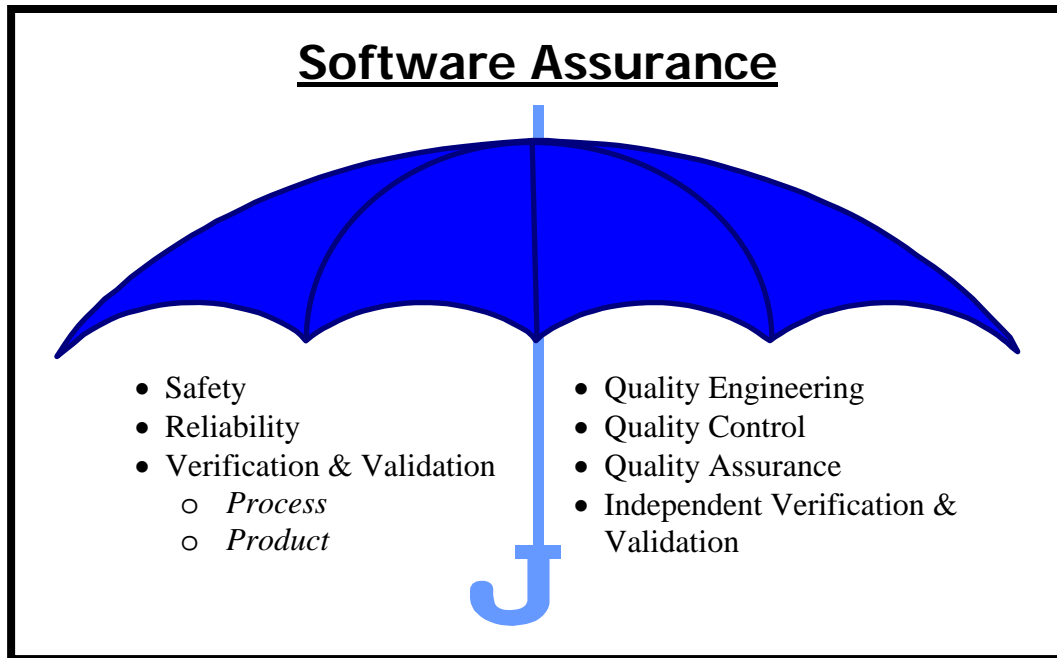 Software Assurance
• Safety
• Reliability
• Verification & Validation
o Process
o Product
• Quality Engineering
• Quality Control
• Quality Assurance
• Independent Verification &
Validation
J